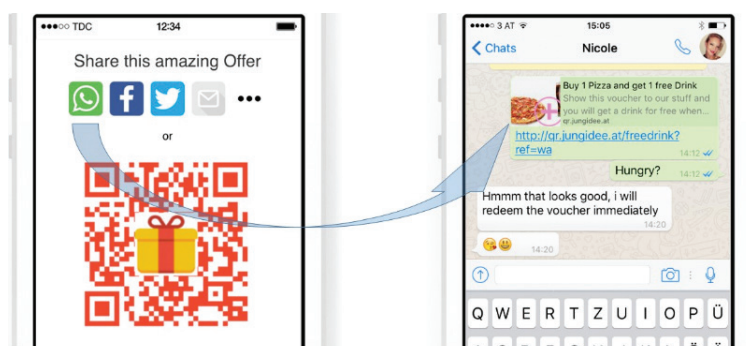 TDC 12:34
Share this amazing Offer
or
3 AT 15:05
Chats Nicole
Buy 1 Pizza and get 1 free Drink
Show this voucher to our stuff and
you will get a drink for free when...
qr.jungidee.at
http://qr.jungidee.at/freedrink?
ref=wa
14:12
Hungry? 14:12
Hmmm that looks good, i will
redeem the voucher immediately
14:20
14:20
Q W E R T Z U I O P Ü